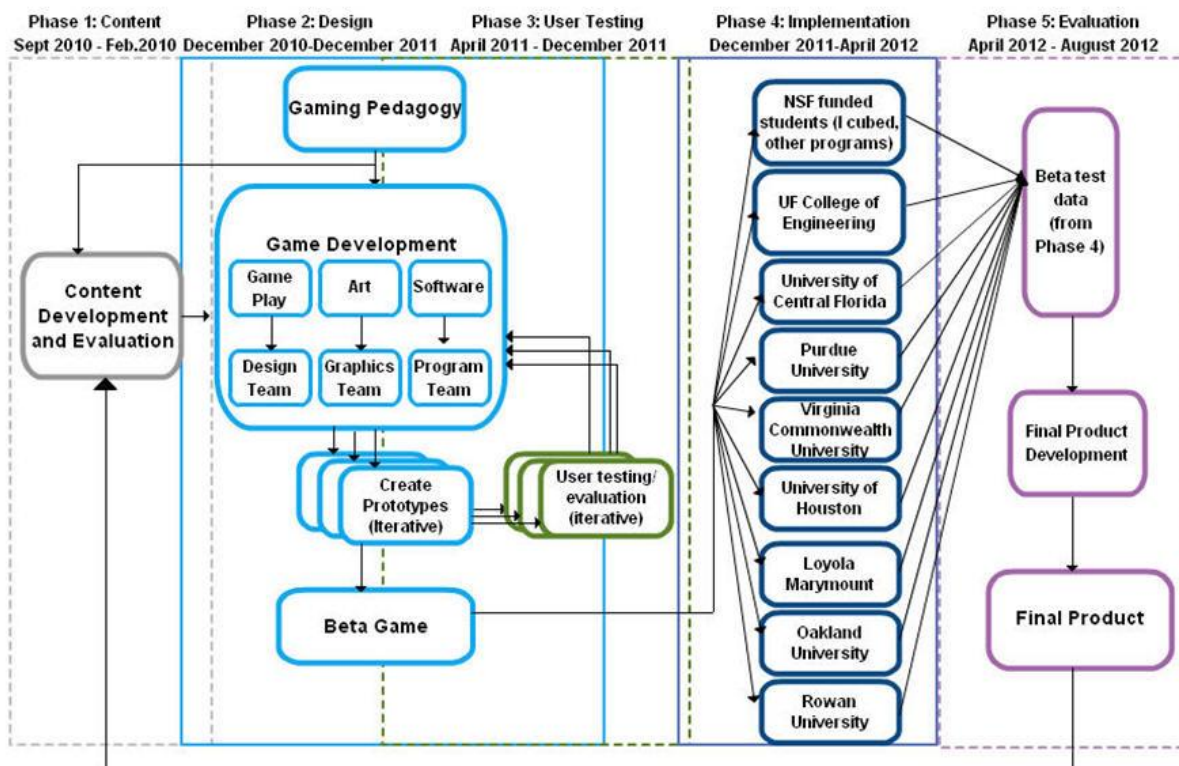 Phase 1: Content
Sept 2010 - Feb.2010
Phase 2: Design
December 2010-December 2011
Phase 3: User Testing
April 2011 - December 2011
Phase 4: Implementation
December 2011-April 2012
Phase 5: Evaluation
April 2012 - August 2012
Gaming Pedagogy
Content
Development
and Evaluation
Game Development
Game
Play
Art
Software
Design
Team
Graphics
Team
Program
Team
Create
Prototypes
(Iterative)
User testing/
evaluation
(iterative)
Beta Game
NSF funded
students (I cubed,
other programs)
UF College of
Engineering
University of
Central Florida
Purdue
University
Virginia
Commonwealth
University
University of
Houston
Loyola
Marymount
Oakland
University
Rowan
University
Beta test
data
(from
Phase 4)
Final Product
Development
Final Product